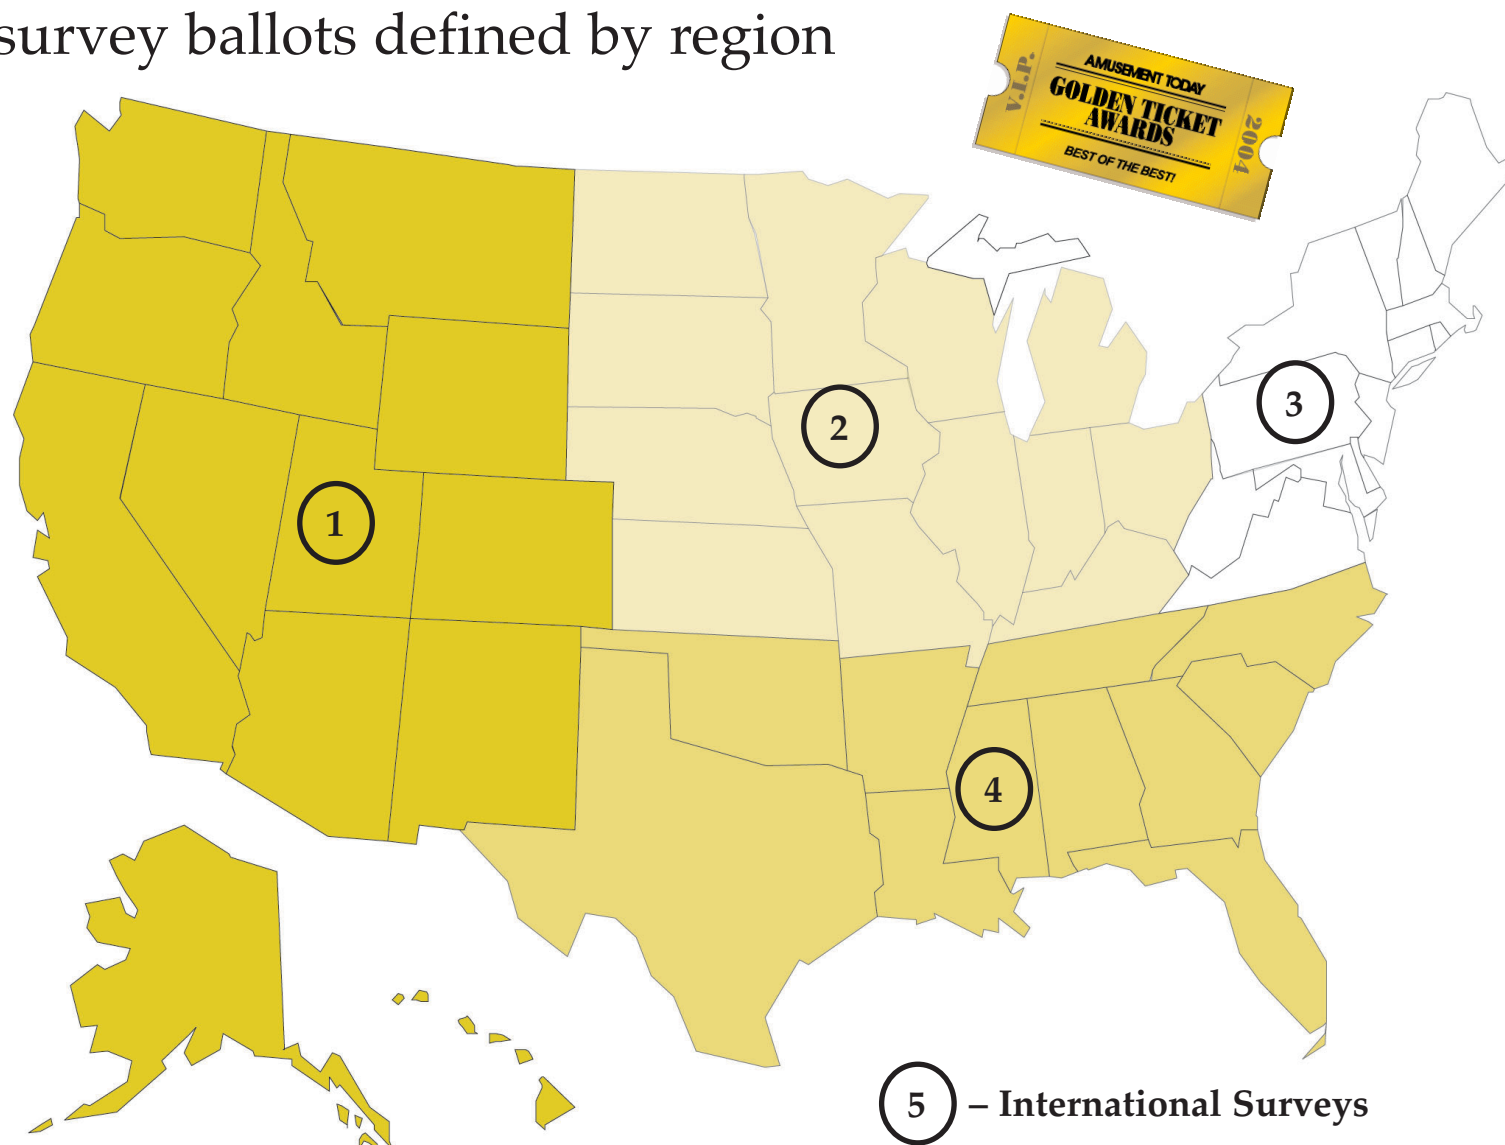 survey ballots defined by region
V.I.P.
AMUSEMENT TODAY
GOLDEN TICKET
AWARDS
BEST OF THE BEST!
2004
1
2
3
4
5 – International Surveys